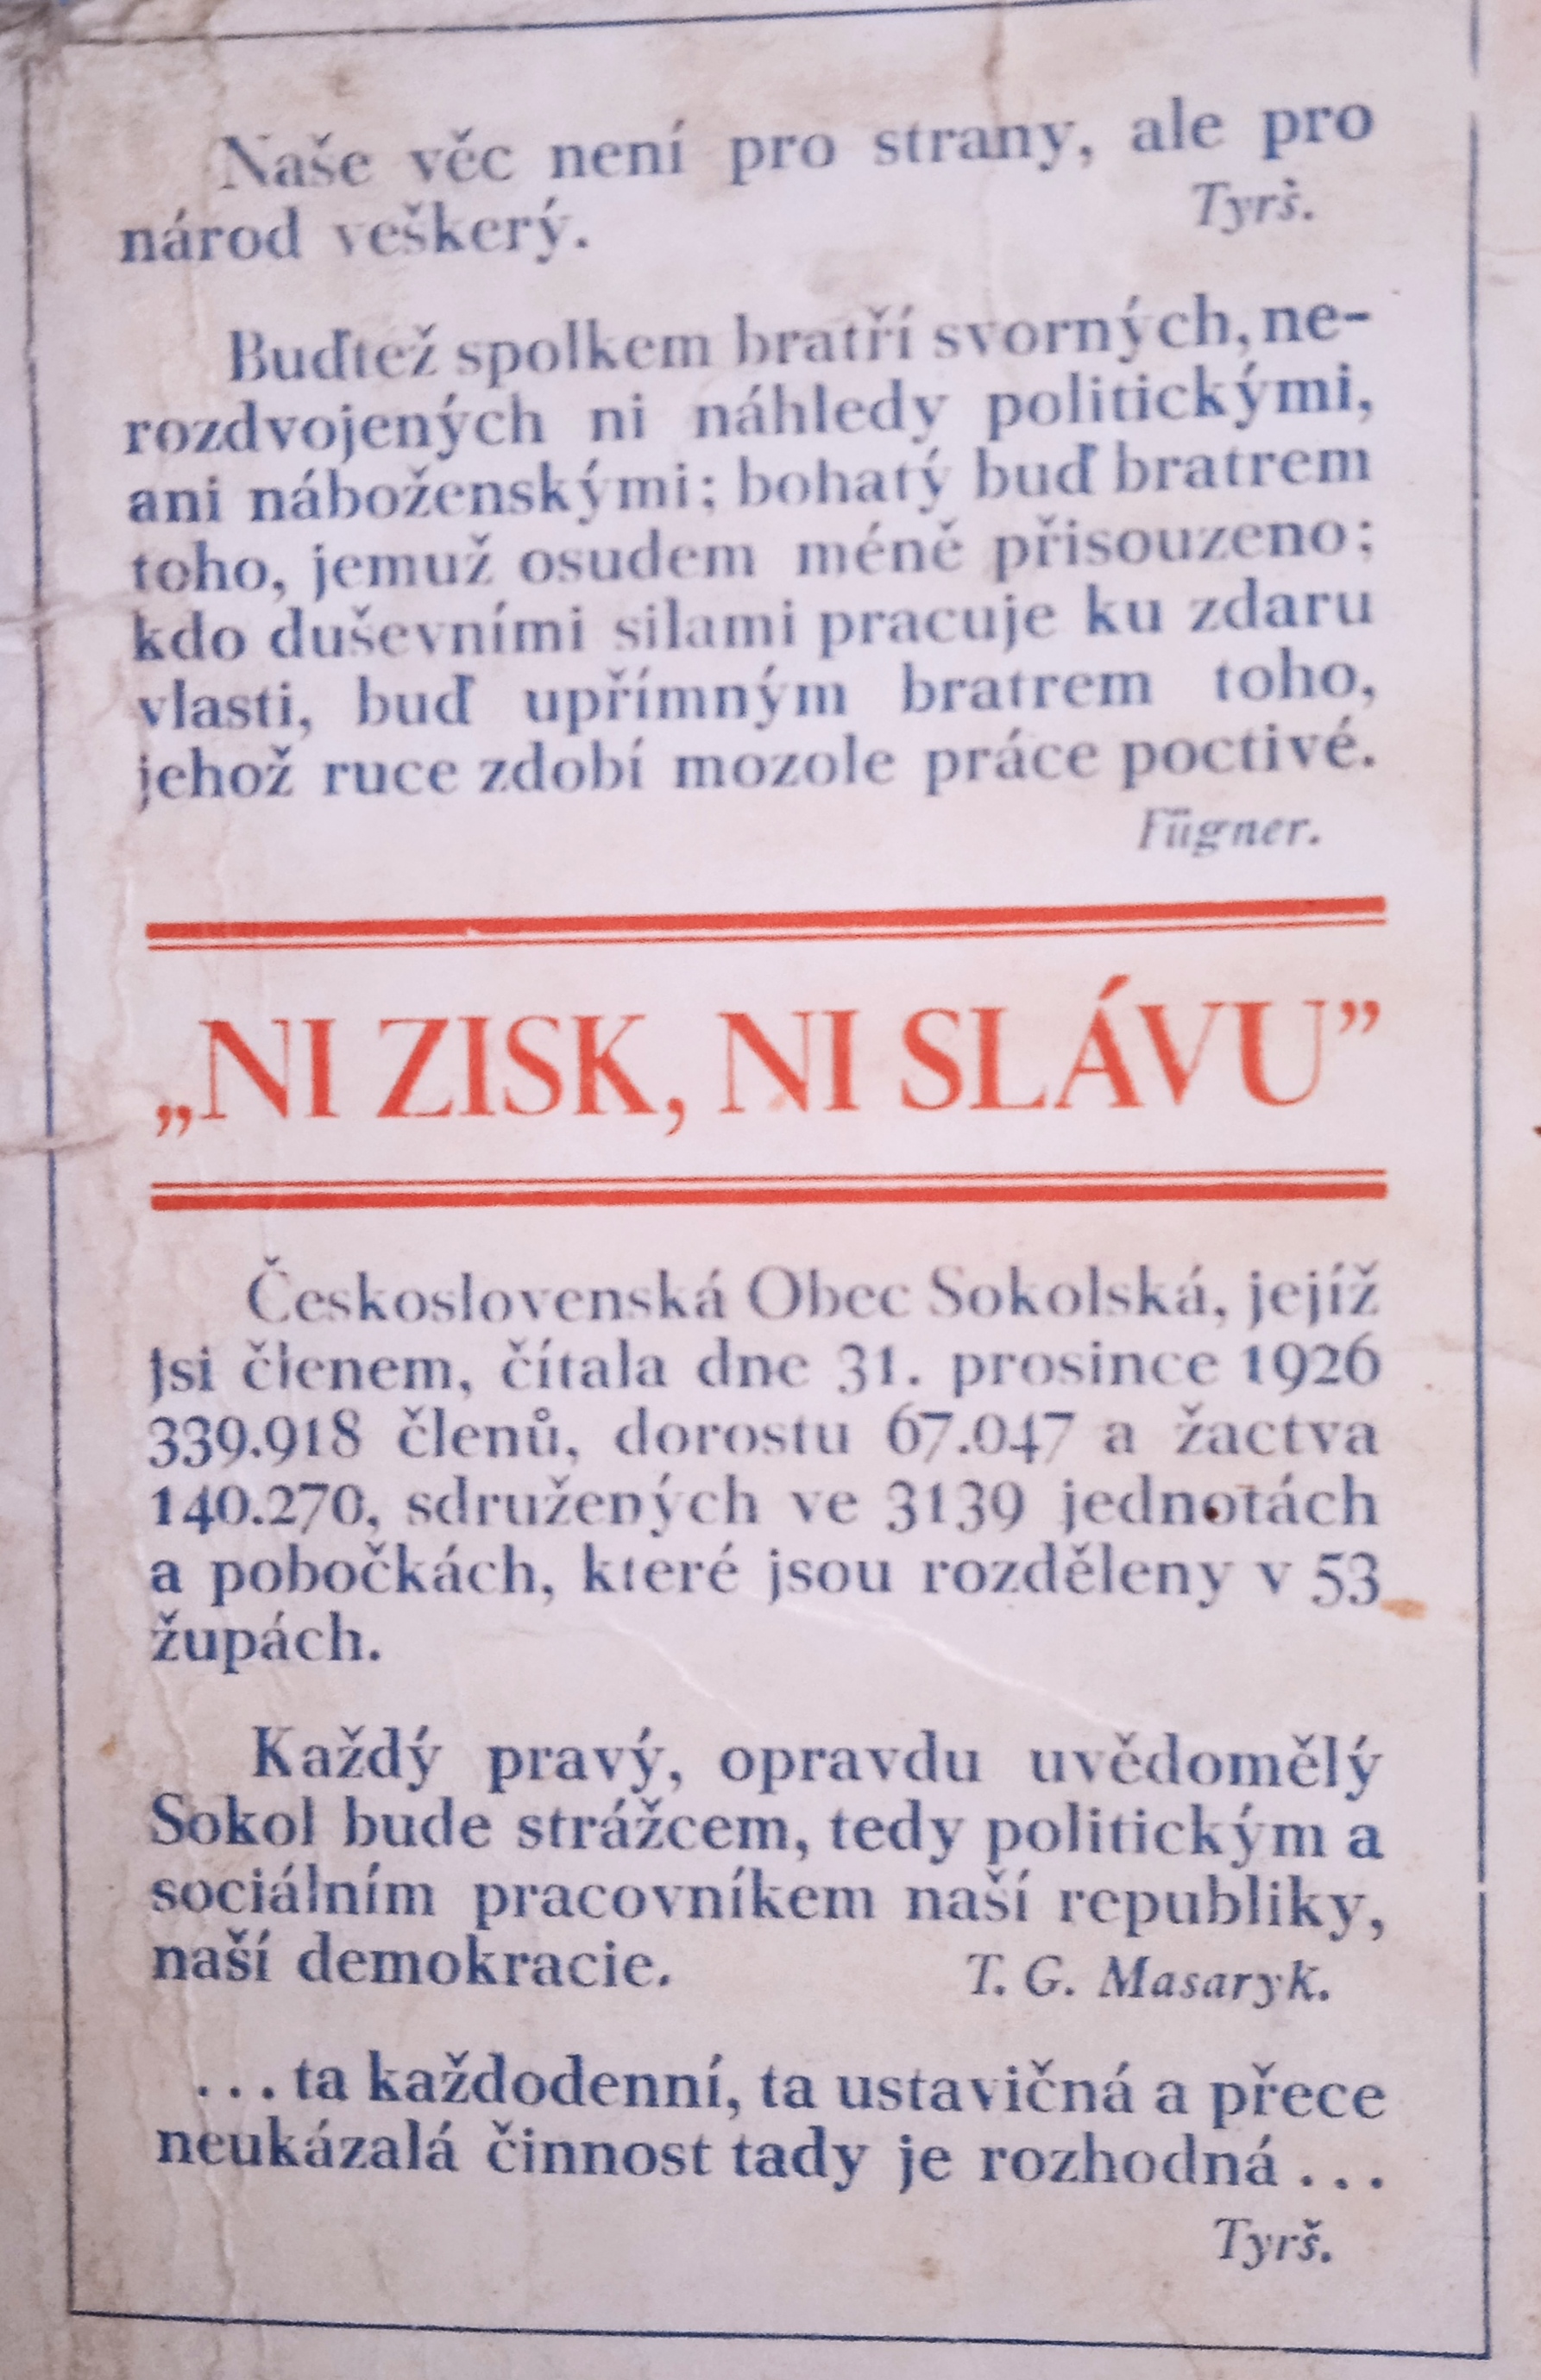 Naše věc není pro strany, ale pro
národ veškerý.
Tyrš.
Buďtež spolkem bratří svorných, ne-
rozdvojených ni náhledy politickými,
ani náboženskými; bohatý buď bratrem
toho, jemuž osudem méně přisouzeno;
kdo duševními silami pracuje ku zdaru
vlasti, buď upřímným bratrem toho,
jehož ruce zdobí mozole práce poctivé.
Fügner.
„NI ZISK, NI SLÁVU”
Československá Obec Sokolská, jejíž
jsi členem, čítala dne 31. prosince 1926
339.918 členů, dorostu 67.047 a žactva
140.270, sdružených ve 3139 jednotách
a pobočkách, které jsou rozděleny v 53
župách.
Každý pravý, opravdu uvědomělý
Sokol bude strážcem, tedy politickým a
sociálním pracovníkem naší republiky,
naší demokracie.
T. G. Masaryk.
...ta každodenní, ta ustavičná a přece
neukázalá činnost tady je rozhodná...
Tyrš.